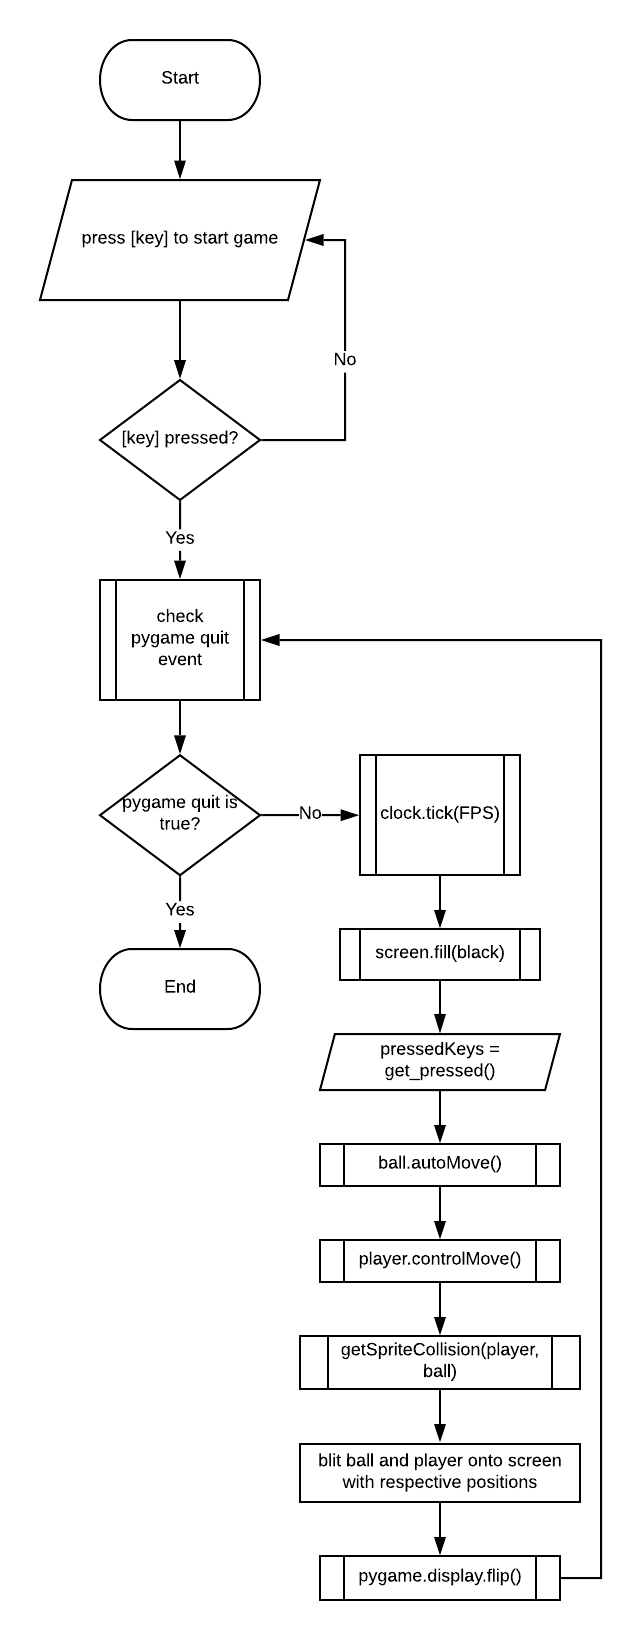 Start
press [key] to start game
No
[key] pressed?
Yes
check
pygame quit
event
pygame quit is
true?
No
clock.tick(FPS)
Yes
End
screen.fill(black)
pressedKeys =
get_pressed()
ball.autoMove()
player.controlMove()
getSpriteCollision(player,
ball)
blit ball and player onto screen
with respective positions
pygame.display.flip()